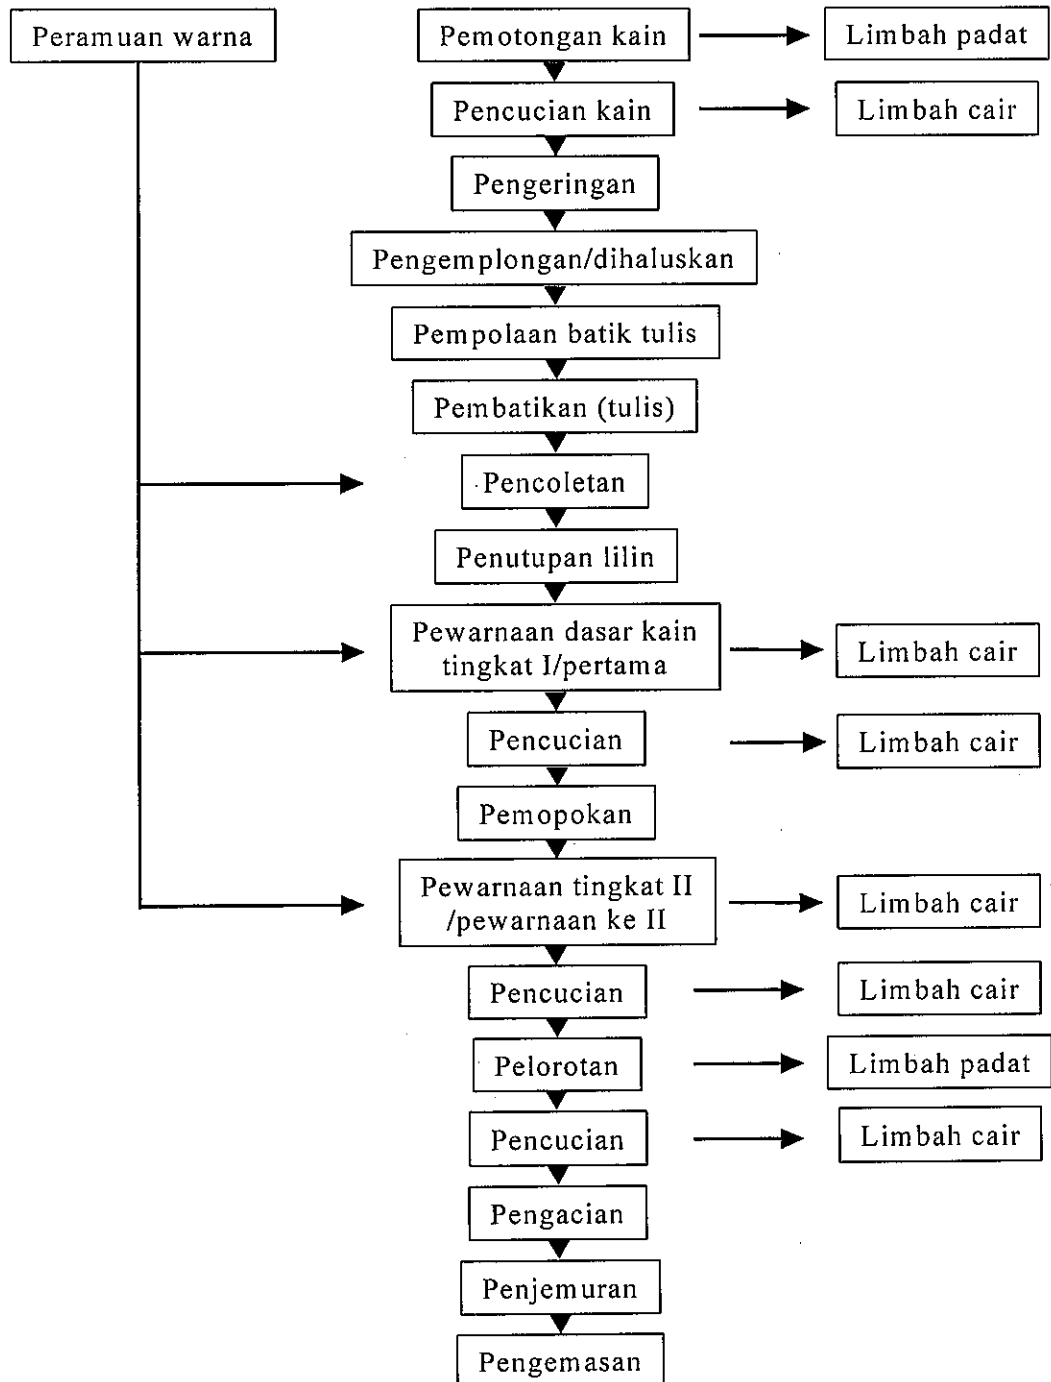 Peramuan warna
Pemotongan kain
Limbah padat
Pencucian kain
Limbah cair
Pengeringan
Pengemplongan/dihaluskan
Pempolaan batik tulis
Pembatikan (tulis)
Pencoletan
Penutupan lilin
Pewarnaan dasar kain
tingkat I/pertama
Limbah cair
Pencucian
Limbah cair
Pemopokan
Pewarnaan tingkat II
/pewarnaan ke II
Limbah cair
Pencucian
Limbah cair
Pelorotan
Limbah padat
Pencucian
Limbah cair
Pengacian
Penjemuran
Pengemasan